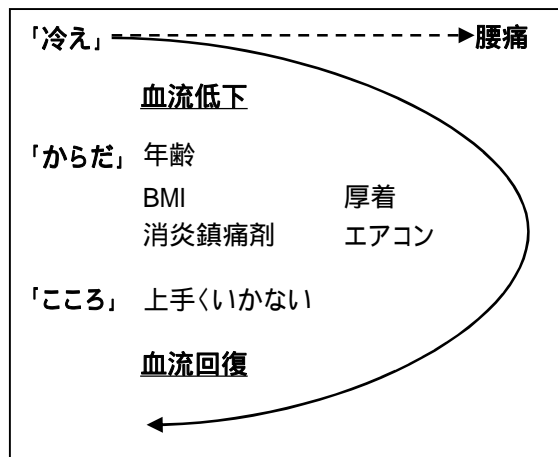 「冷え」 腰痛
血流低下
「からだ」 年齢
BMI 厚着
消炎鎮痛剤 エアコン
「こころ」 上手くいかない
血流回復